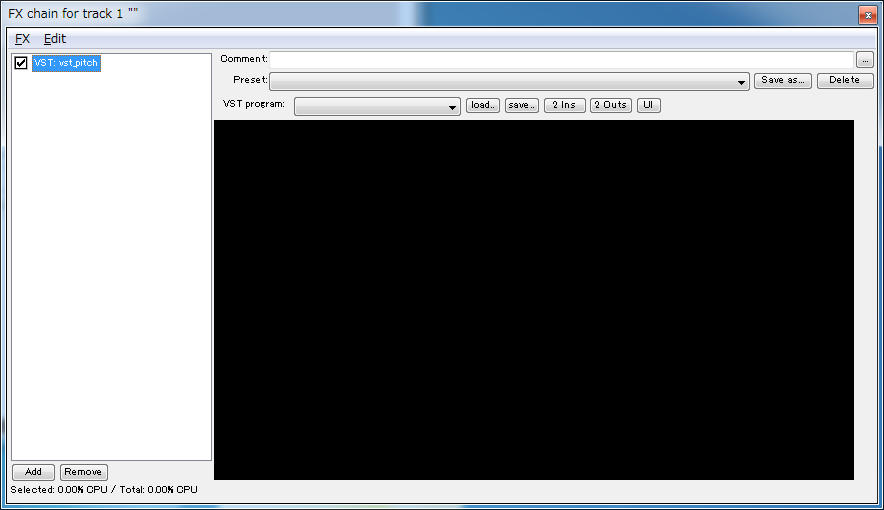 FX chain for track 1 ""
FX Edit
VST: vst_pitch
Comment: ...
Preset: Save as... Delete
VST program: load.. save.. 2 Ins 2 Outs UI
Add Remove
Selected: 0.00% CPU / Total: 0.00% CPU